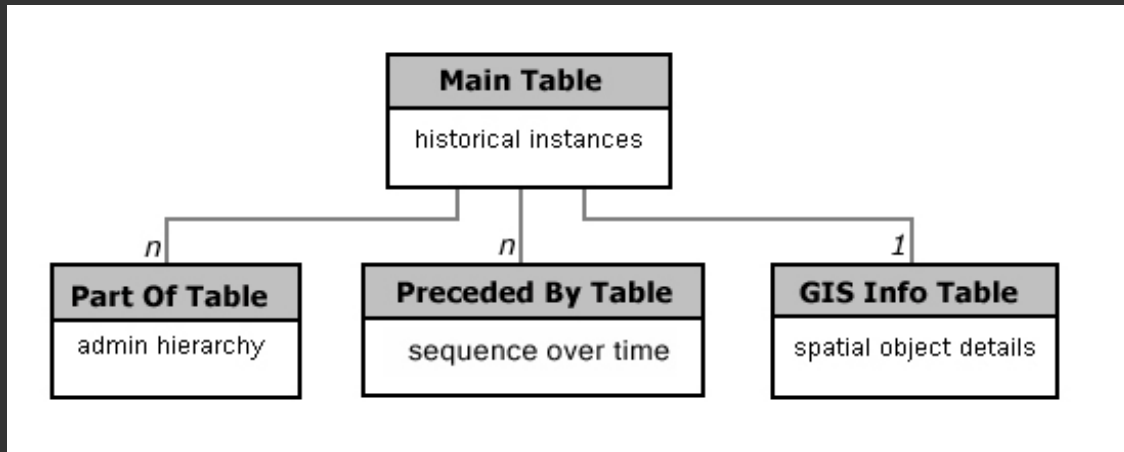 Main Table
historical instances
n
n
1
Part Of Table
admin hierarchy
Preceded By Table
sequence over time
GIS Info Table
spatial object details